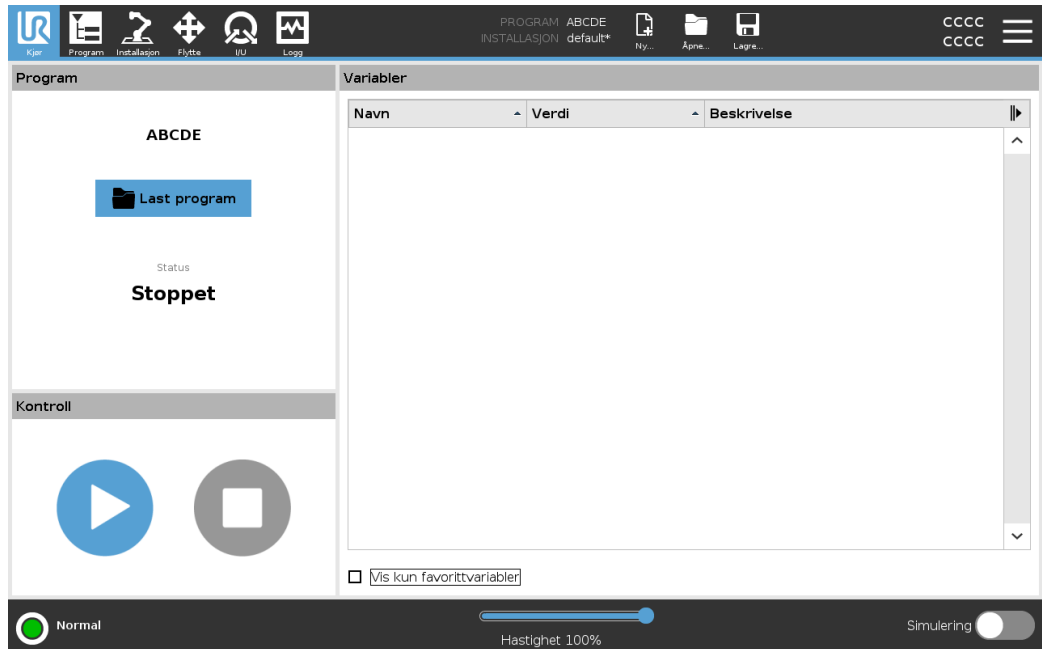 Kjør
Program
Installasjon
Flytte
I/U
Logg
PROGRAM ABCDE
INSTALLASJON default*
Ny...
Åpne...
Lagre...
CCCC
CCCC
Program
Variabler
ABCDE
Last program
Status
Stoppet
Navn
Verdi
Beskrivelse
Kontroll
Vis kun favorittvariabler
Normal
Hastighet 100%
Simulering